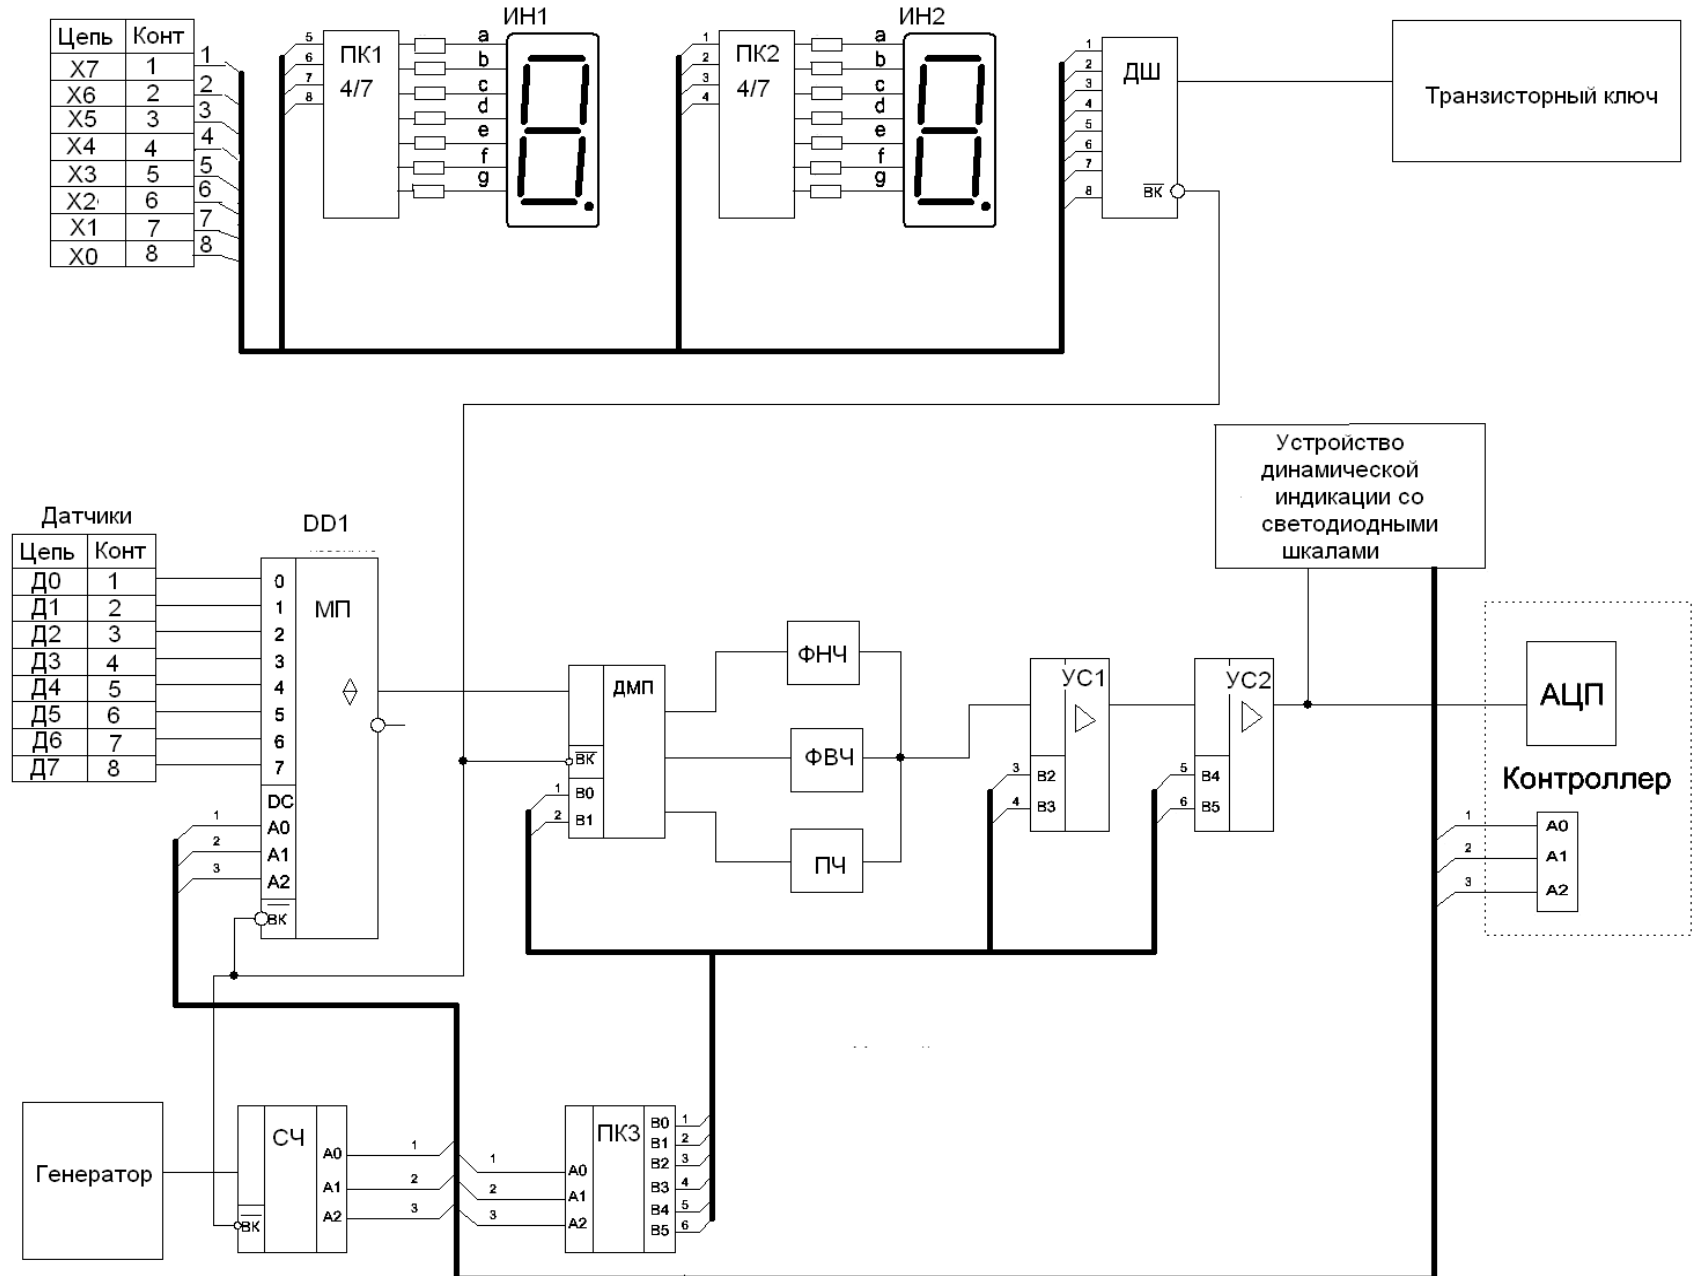 Цепь Конт
X7 1 1
X6 2 2
X5 3 3
X4 4 4
X3 5 5
X2 6 6
X1 7 7
X0 8 8
ИН1
5
6
7
8
ПК1
4/7
a
b
c
d
e
f
g
ИН2
1
2
3
4
ПК2
4/7
a
b
c
d
e
f
g
1
2
3
4
5
6
7
8
ДШ
ВК
Транзисторный ключ
Устройство
динамической
индикации со
светодиодными
шкалами
Датчики
Цепь Конт
Д0 1
Д1 2
Д2 3
Д3 4
Д4 5
Д5 6
Д6 7
Д7 8
DD1
МП
0
1
2
3
4
5
6
7
DC
1 A0
2 A1
3 A2
ВК
ДМП
ВК
1 B0
2 B1
ФНЧ
ФВЧ
ПЧ
УС1
3 B2
4 B3
УС2
5 B4
6 B5
АЦП
Контроллер
1 A0
2 A1
3 A2
Генератор
СЧ
ВК
A0 1
A1 2
A2 3
1 A0
2 A1
3 A2
ПК3
B0 1
B1 2
B2 3
B3 4
B4 5
B5 6